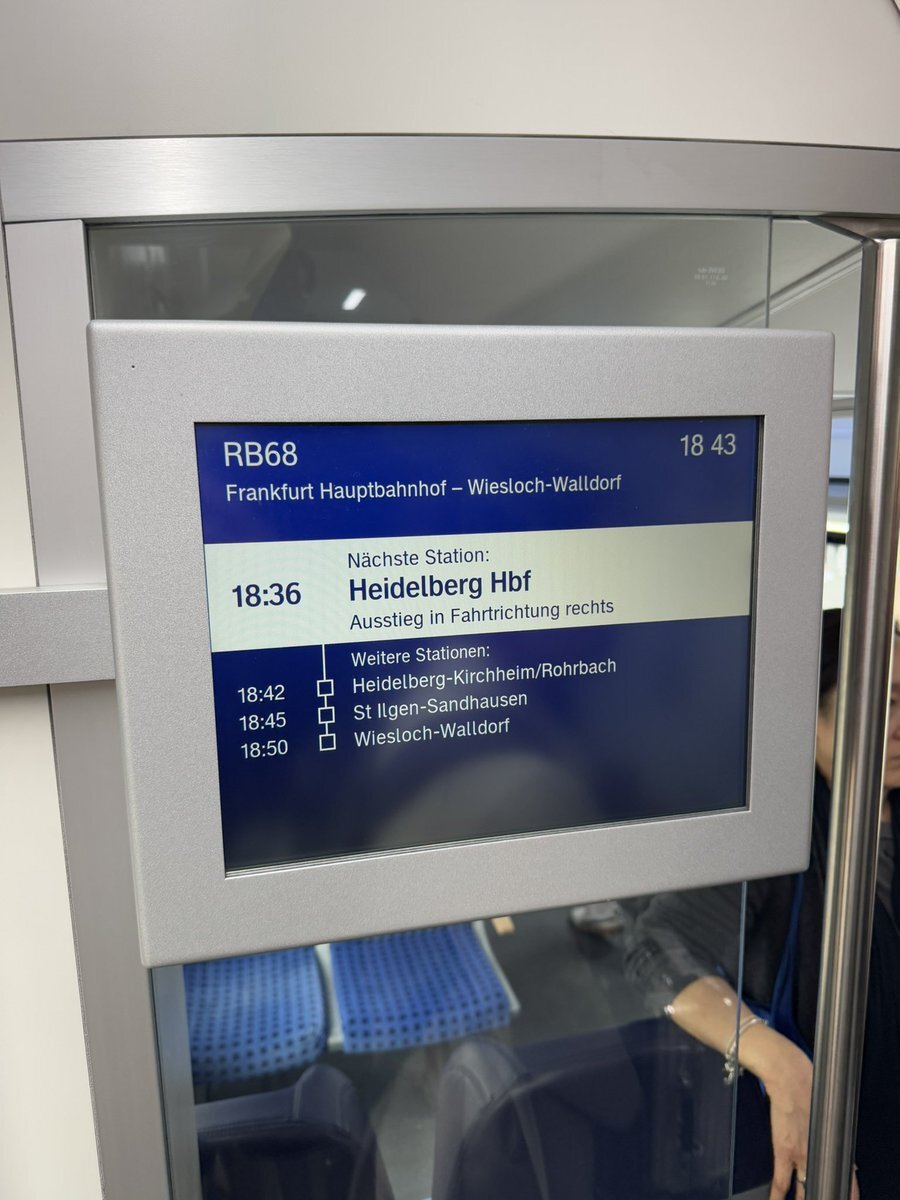 RB68
18 43
Frankfurt Hauptbahnhof – Wiesloch-Walldorf
Nächste Station:
18:36
Heidelberg Hbf
Ausstieg in Fahrtrichtung rechts
Weitere Stationen:
18:42 Heidelberg-Kirchheim/Rohrbach
18:45 St Ilgen-Sandhausen
18:50 Wiesloch-Walldorf